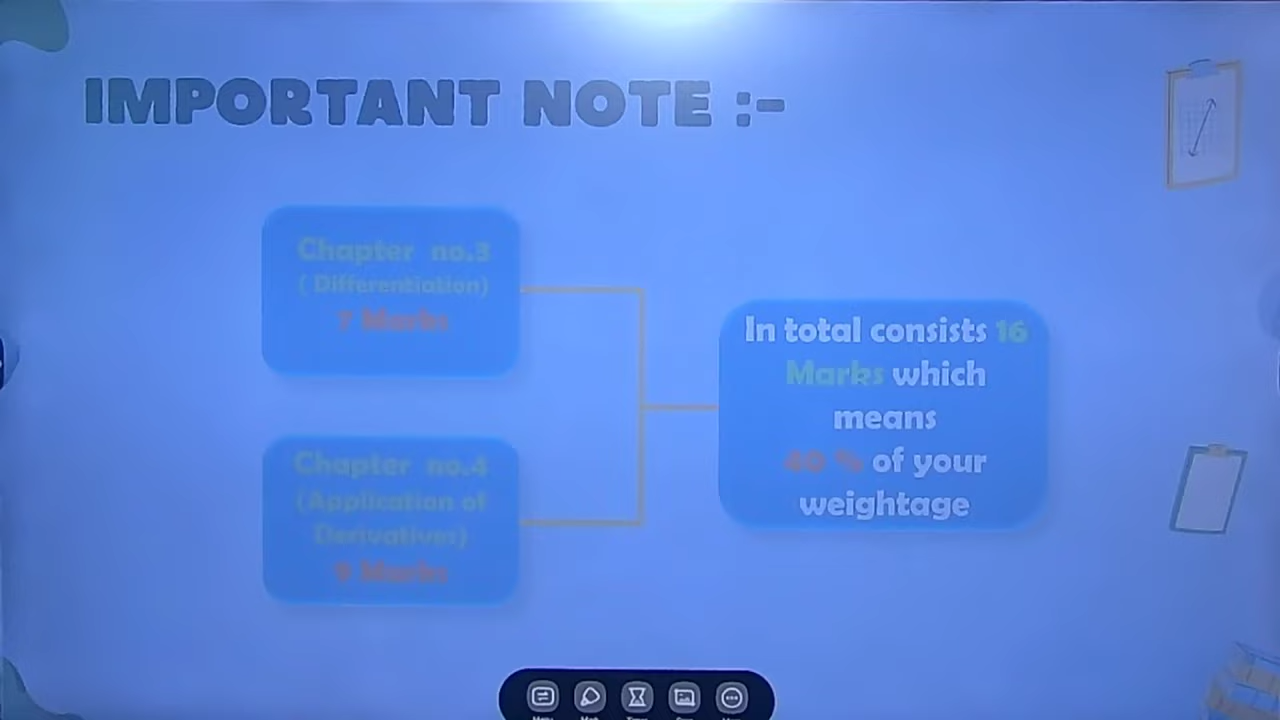 IMPORTANT NOTE :-
Chapter no.3
( Differentiation)
7 Marks
Chapter no.4
(Application of
Derivatives)
9 Marks
In total consists 16
Marks which
means
40 % of your
weightage